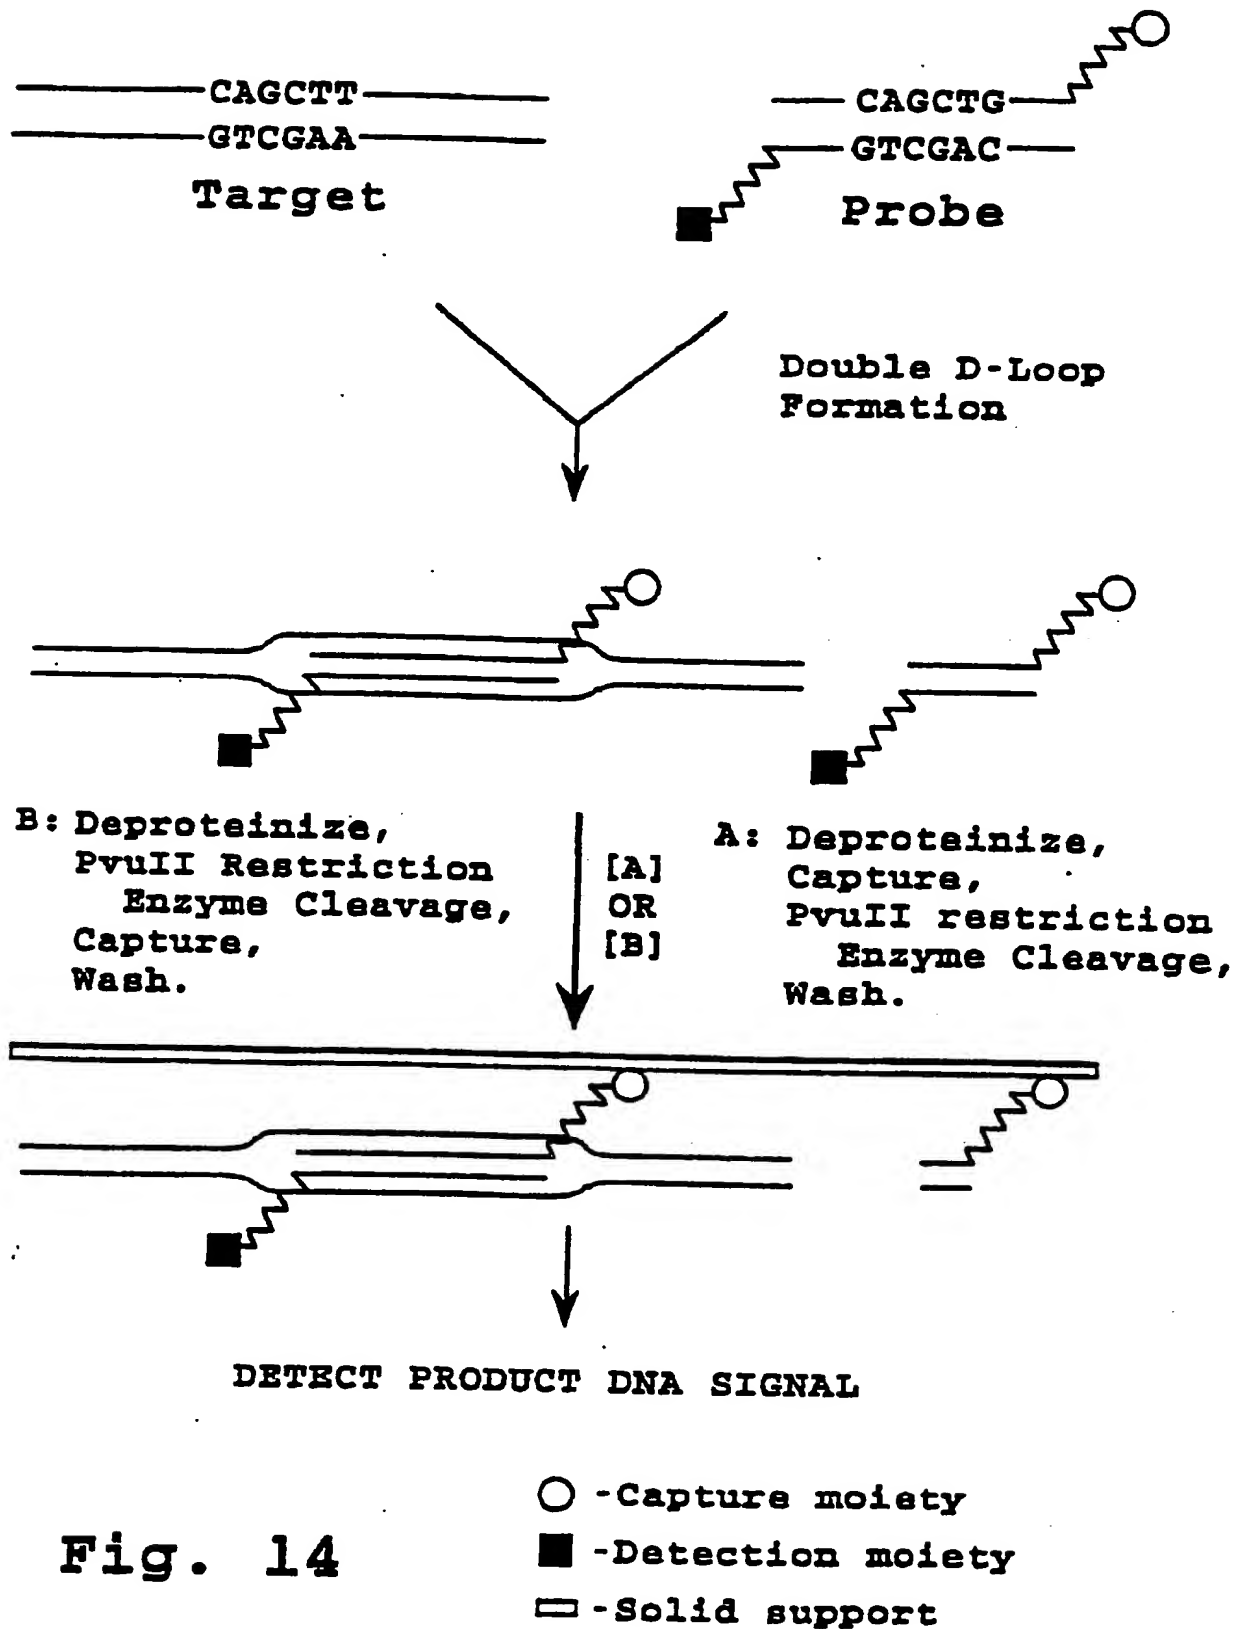 CAGCTT
GTCGAA
Target
CAGCTG
GTCGAC
Probe
Double D-Loop
Formation
B: Deproteinize,
PvuII Restriction
Enzyme Cleavage,
Capture,
Wash.
[A]
OR
[B]
A: Deproteinize,
Capture,
PvuII restriction
Enzyme Cleavage,
Wash.
DETECT PRODUCT DNA SIGNAL
-Capture moiety
-Detection moiety
-Solid support
Fig. 14